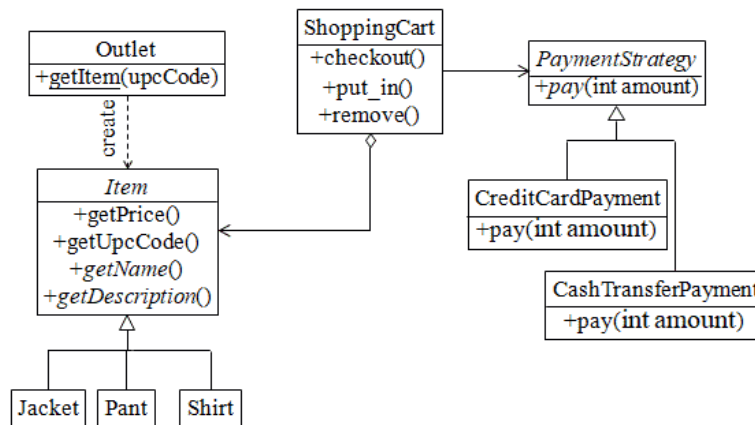 Outlet
+getItem(upcCode)
create
Item
+getPrice()
+getUpcCode()
+getName()
+getDescription()
Jacket
Pant
Shirt
ShoppingCart
+checkout()
+put_in()
+remove()
PaymentStrategy
+pay(int amount)
CreditCardPayment
+pay(int amount)
CashTransferPayment
+pay(int amount)